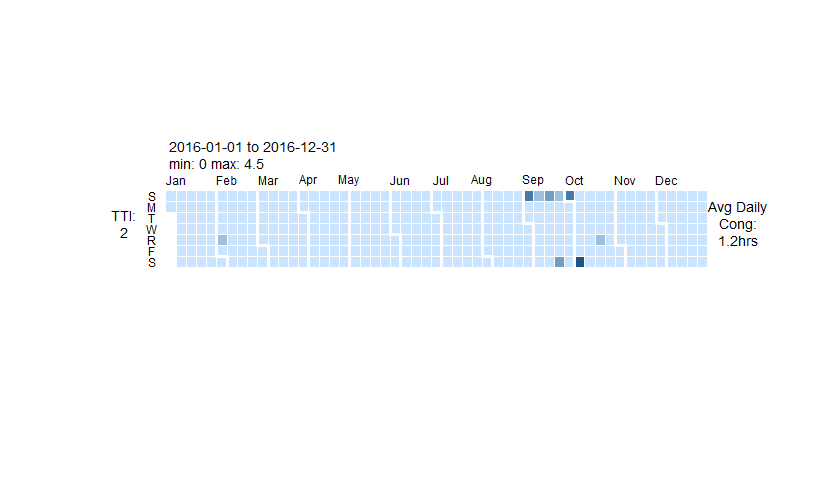 2016-01-01 to 2016-12-31
min: 0 max: 4.5
Jan Feb Mar Apr May Jun Jul Aug Sep Oct Nov Dec
S
M
T
W
R
F
S
TTI:
2
Avg Daily
Cong:
1.2hrs